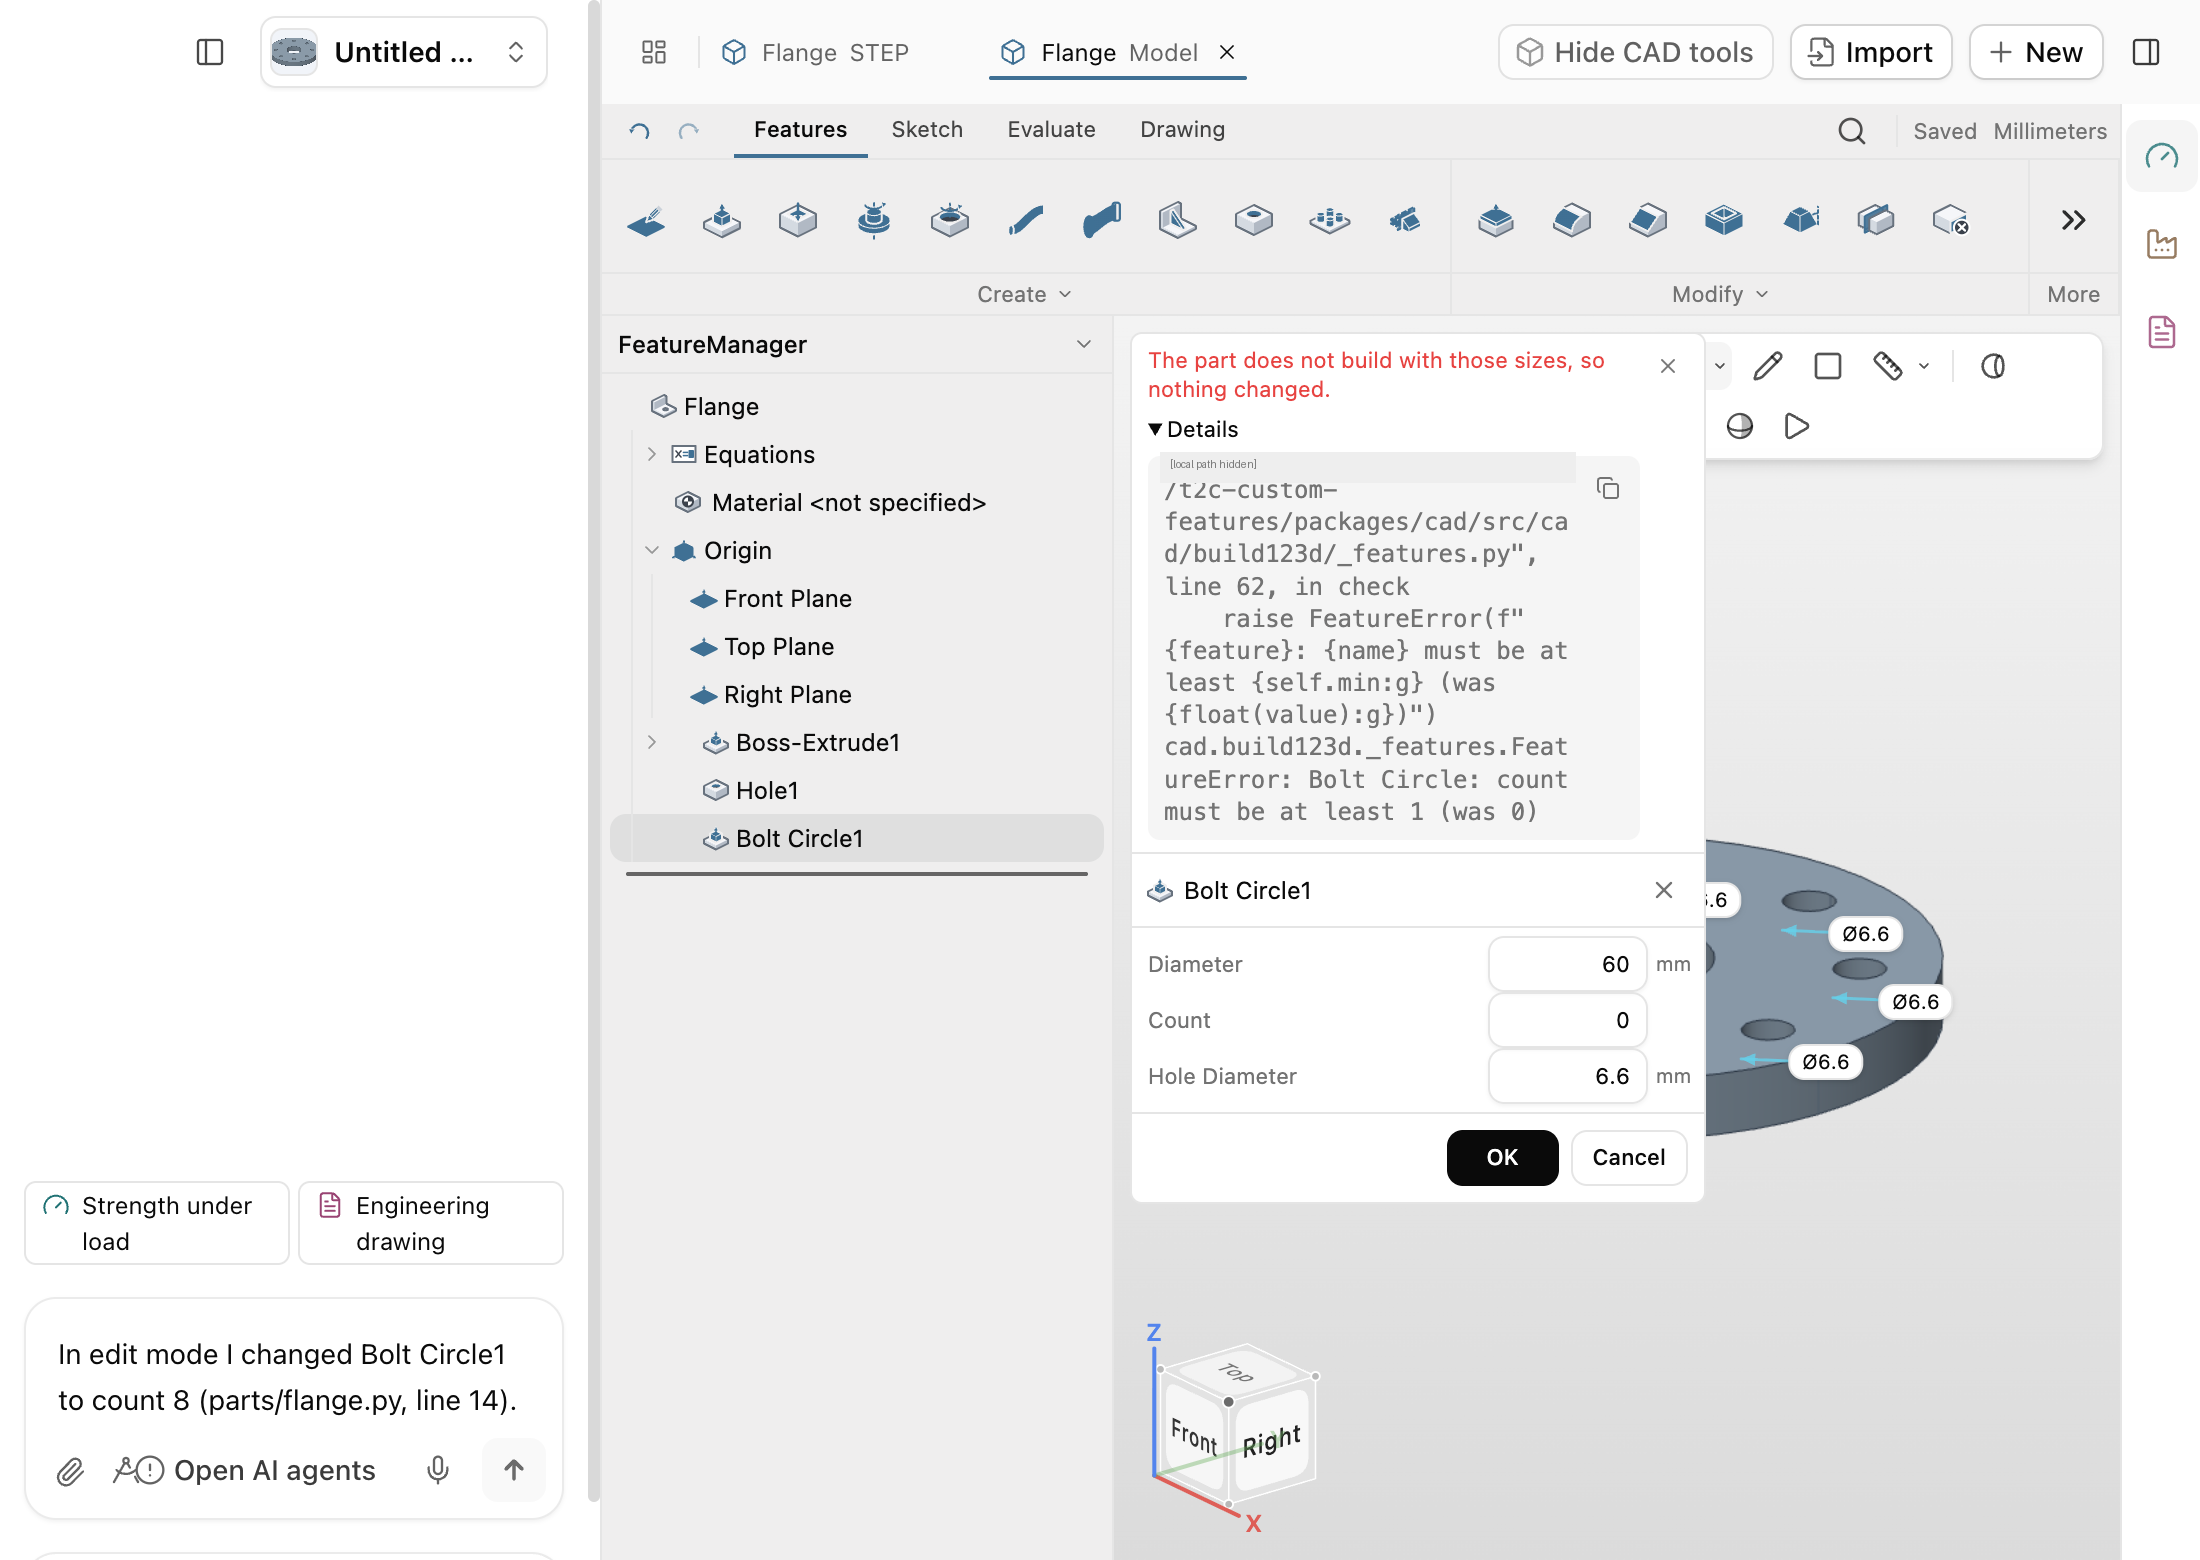 Untitled ...
Flange STEP
Flange Model
Hide CAD tools
Import
New
Features
Sketch
Evaluate
Drawing
Saved
Millimeters
Create
Modify
More
FeatureManager
Flange
Equations
Material <not specified>
Origin
Front Plane
Top Plane
Right Plane
Boss-Extrude1
Hole1
Bolt Circle1
The part does not build with those sizes, so
nothing changed.
Details
[local path hidden]
/t2c-custom-
features/packages/cad/src/ca
d/build123d/_features.py",
line 62, in check
raise FeatureError(f"
{feature}: {name} must be at
least {self.min:g} (was
{float(value):g})")
cad.build123d._features.Feat
ureError: Bolt Circle: count
must be at least 1 (was 0)
Bolt Circle1
Diameter
60
mm
Count
0
Hole Diameter
6.6
mm
OK
Cancel
.6
Ø6.6
Ø6.6
Ø6.6
Z
Top
Front
Right
X
Strength under
load
Engineering
drawing
In edit mode I changed Bolt Circle1
to count 8 (parts/flange.py, line 14).
Open AI agents